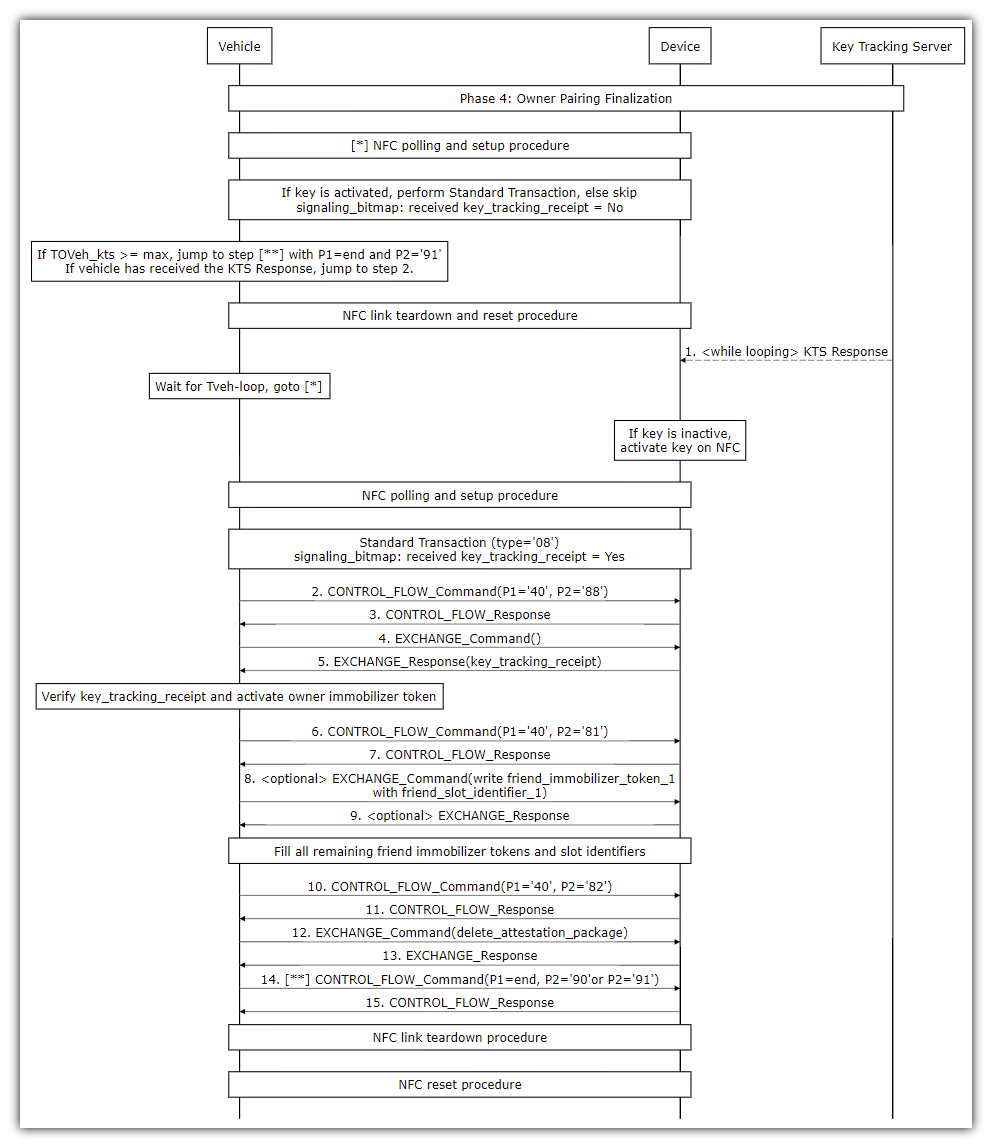 Vehicle
Device
Key Tracking Server
Phase 4: Owner Pairing Finalization
[*] NFC polling and setup procedure
If key is activated, perform Standard Transaction, else skip
signaling_bitmap: received key_tracking_receipt = No
If TOVeh_kts >= max, jump to step [**] with P1=end and P2='91'
If vehicle has received the KTS Response, jump to step 2.
NFC link teardown and reset procedure
1. <while looping> KTS Response
Wait for Tveh-loop, goto [*]
If key is inactive,
activate key on NFC
NFC polling and setup procedure
Standard Transaction (type='08')
signaling_bitmap: received key_tracking_receipt = Yes
2. CONTROL_FLOW_Command(P1='40', P2='88')
3. CONTROL_FLOW_Response
4. EXCHANGE_Command()
5. EXCHANGE_Response(key_tracking_receipt)
Verify key_tracking_receipt and activate owner immobilizer token
6. CONTROL_FLOW_Command(P1='40', P2='81')
7. CONTROL_FLOW_Response
8. <optional> EXCHANGE_Command(write friend_immobilizer_token_1
with friend_slot_identifier_1)
9. <optional> EXCHANGE_Response
Fill all remaining friend immobilizer tokens and slot identifiers
10. CONTROL_FLOW_Command(P1='40', P2='82')
11. CONTROL_FLOW_Response
12. EXCHANGE_Command(delete_attestation_package)
13. EXCHANGE_Response
14. [**] CONTROL_FLOW_Command(P1=end, P2='90'or P2='91')
15. CONTROL_FLOW_Response
NFC link teardown procedure
NFC reset procedure